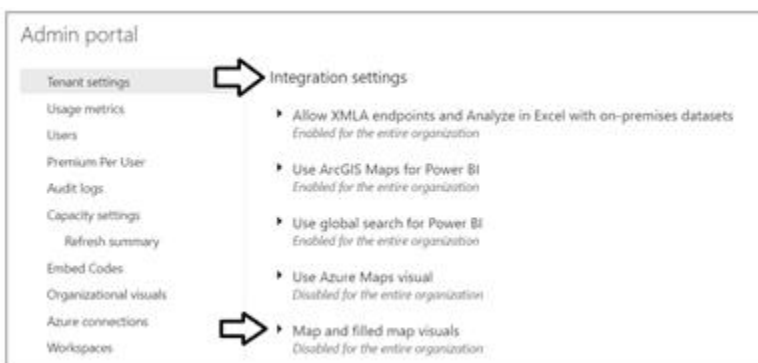 Admin portal
Tenant settings
Usage metrics
Users
Premium Per User
Audit logs
Capacity settings
Refresh summary
Embed Codes
Organizational visuals
Azure connections
Workspaces
Integration settings
Allow XMLA endpoints and Analyze in Excel with on-premises datasets
Enabled for the entire organization
Use ArcGIS Maps for Power BI
Enabled for the entire organization
Use global search for Power BI
Enabled for the entire organization
Use Azure Maps visual
Disabled for the entire organization
Map and filled map visuals
Disabled for the entire organization